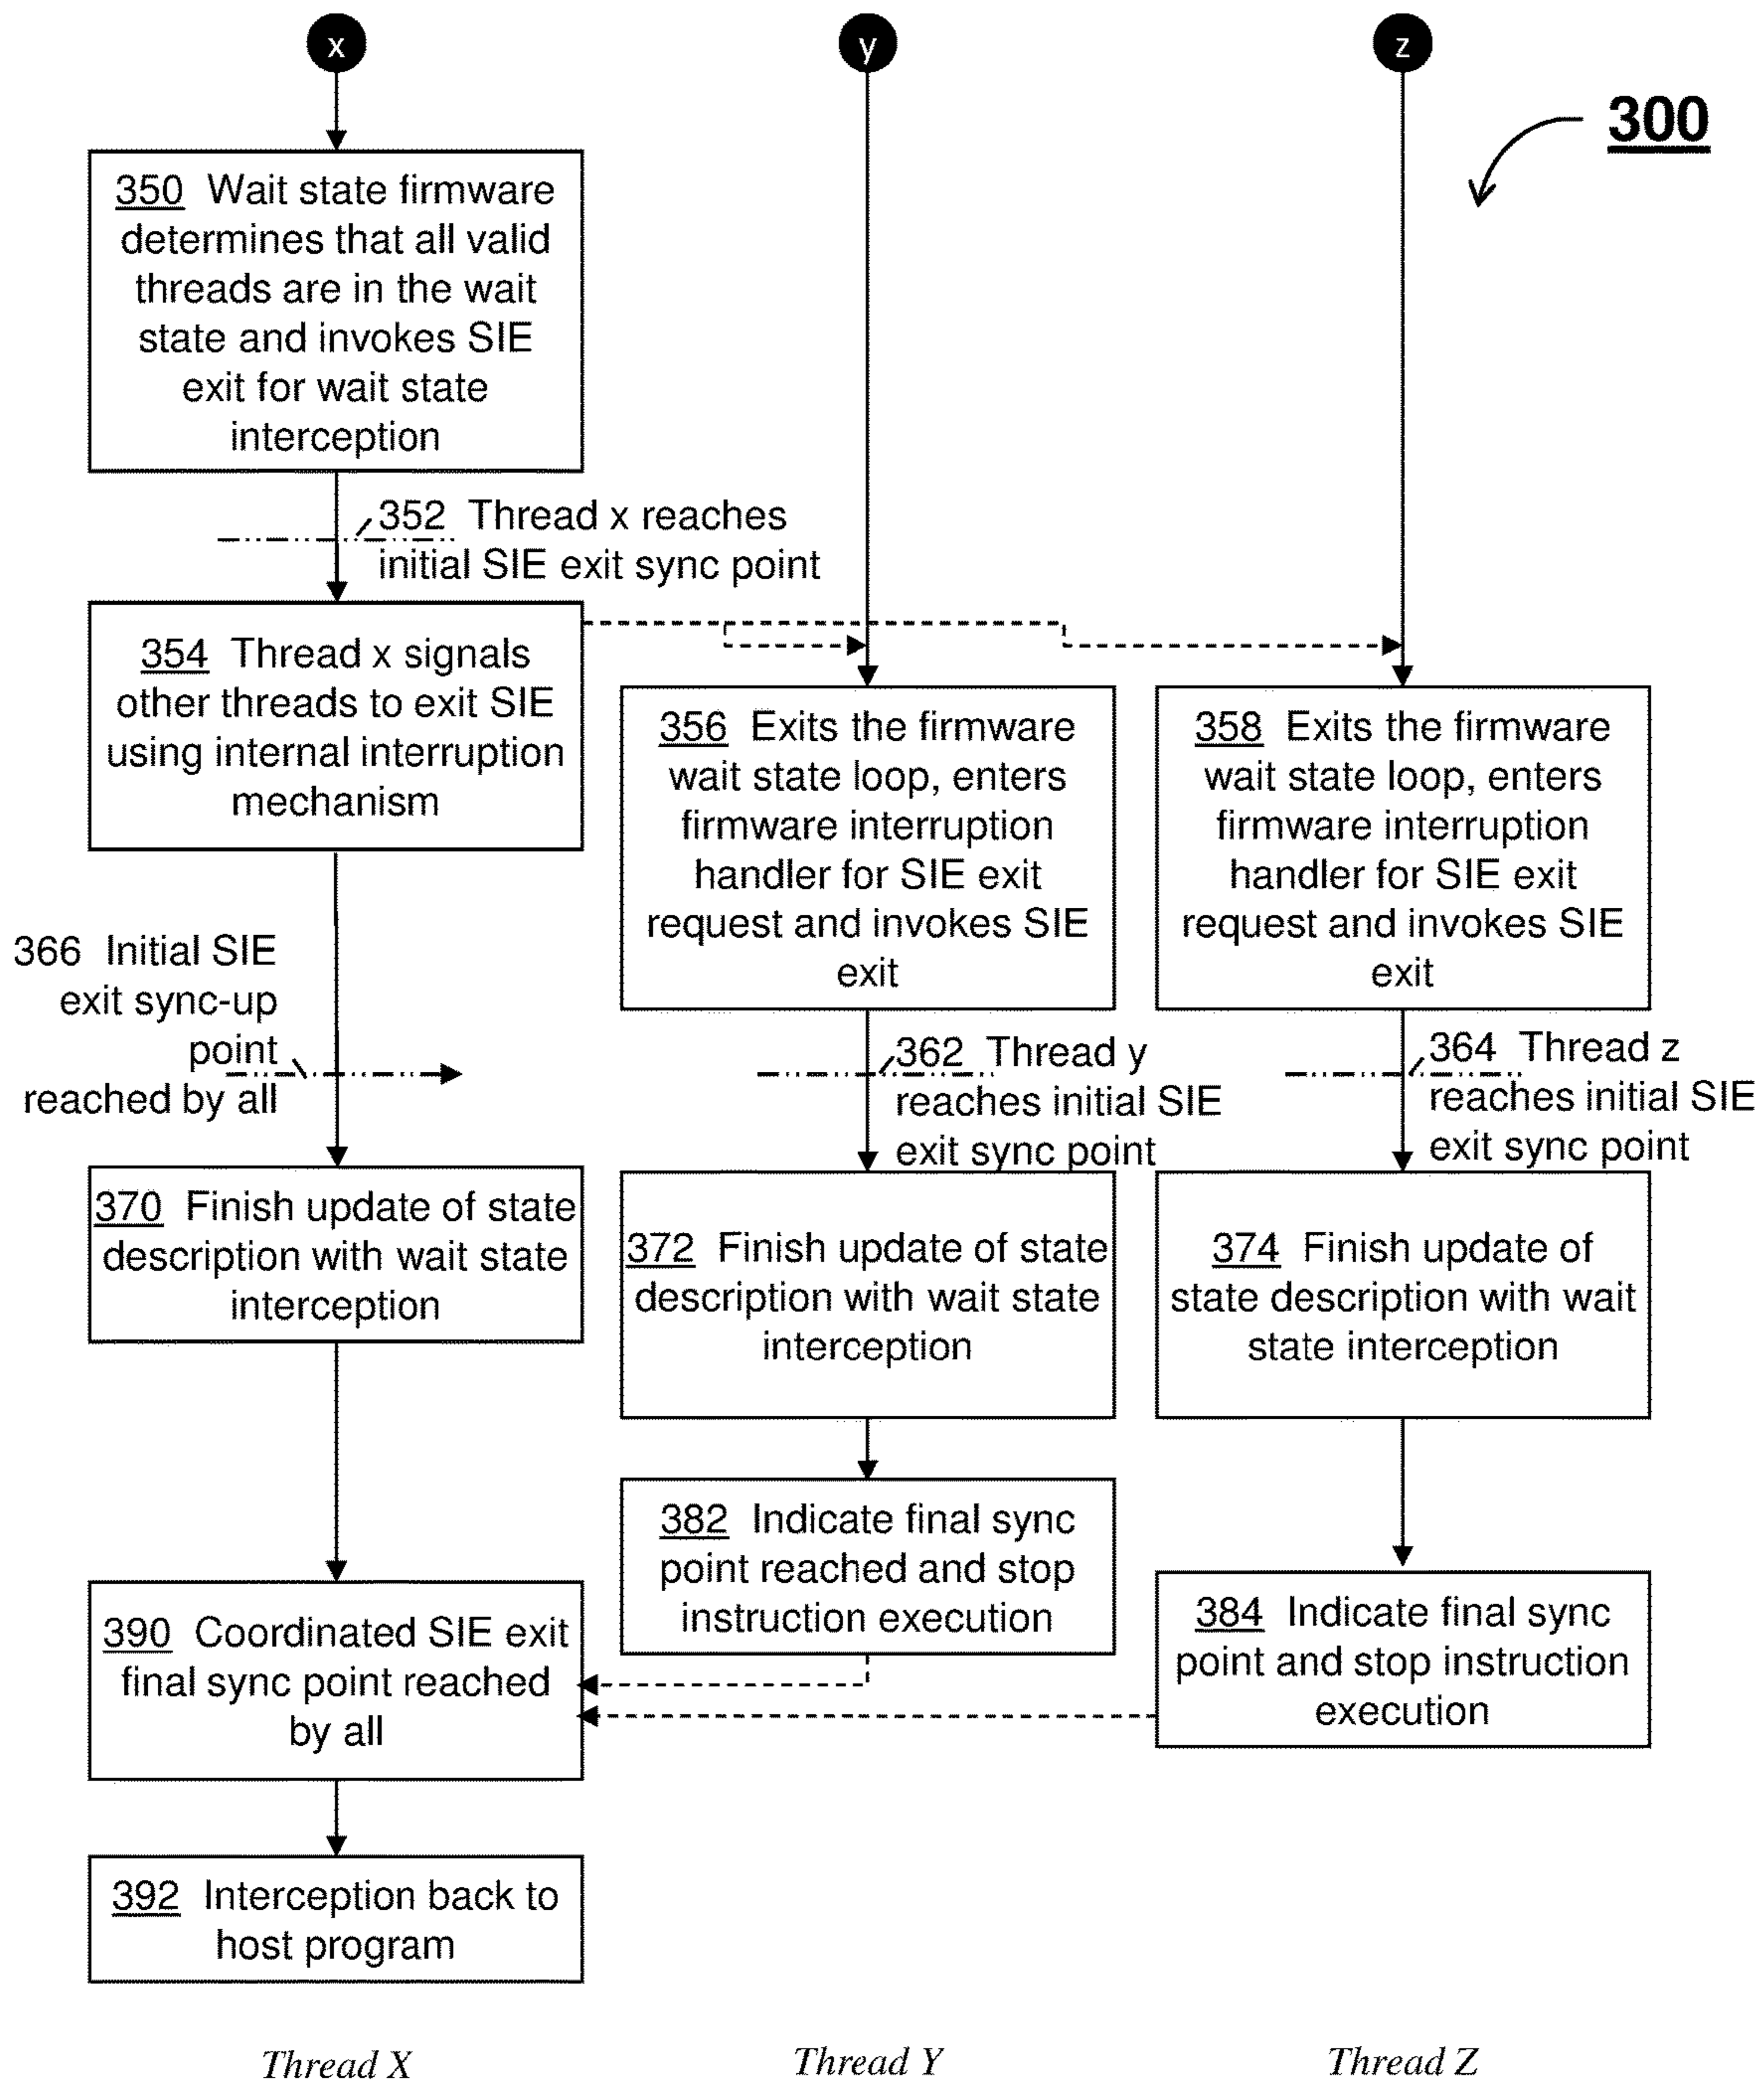 x
y
z
300
350 Wait state firmware
determines that all valid
threads are in the wait
state and invokes SIE
exit for wait state
interception
352 Thread x reaches
initial SIE exit sync point
354 Thread x signals
other threads to exit SIE
using internal interruption
mechanism
356 Exits the firmware
wait state loop, enters
firmware interruption
handler for SIE exit
request and invokes SIE
exit
358 Exits the firmware
wait state loop, enters
firmware interruption
handler for SIE exit
request and invokes SIE
exit
366 Initial SIE
exit sync-up
point
reached by all
362 Thread y
reaches initial SIE
exit sync point
364 Thread z
reaches initial SIE
exit sync point
370 Finish update of state
description with wait state
interception
372 Finish update of state
description with wait state
interception
374 Finish update of
state description with wait
state interception
382 Indicate final sync
point reached and stop
instruction execution
384 Indicate final sync
point and stop instruction
execution
390 Coordinated SIE exit
final sync point reached
by all
392 Interception back to
host program
Thread X
Thread Y
Thread Z